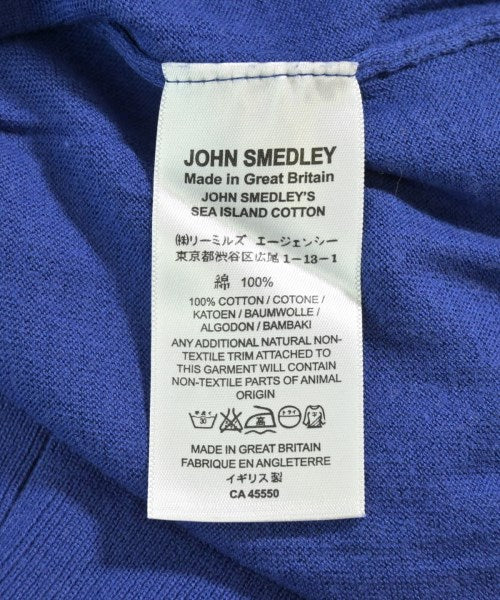 JOHN SMEDLEY
Made in Great Britain
JOHN SMEDLEY'S
SEA ISLAND COTTON
㈱リーミルズ エージェンシー
東京都渋谷区広尾1-13-1
綿 100%
100% COTTON / COTONE /
KATOEN / BAUMWOLLE /
ALGODON / BAMBAKI
ANY ADDITIONAL NATURAL NON-
TEXTILE TRIM ATTACHED TO
THIS GARMENT WILL CONTAIN
NON-TEXTILE PARTS OF ANIMAL
ORIGIN
30 高
MADE IN GREAT BRITAIN
FABRIQUE EN ANGLETERRE
イギリス製
CA 45550